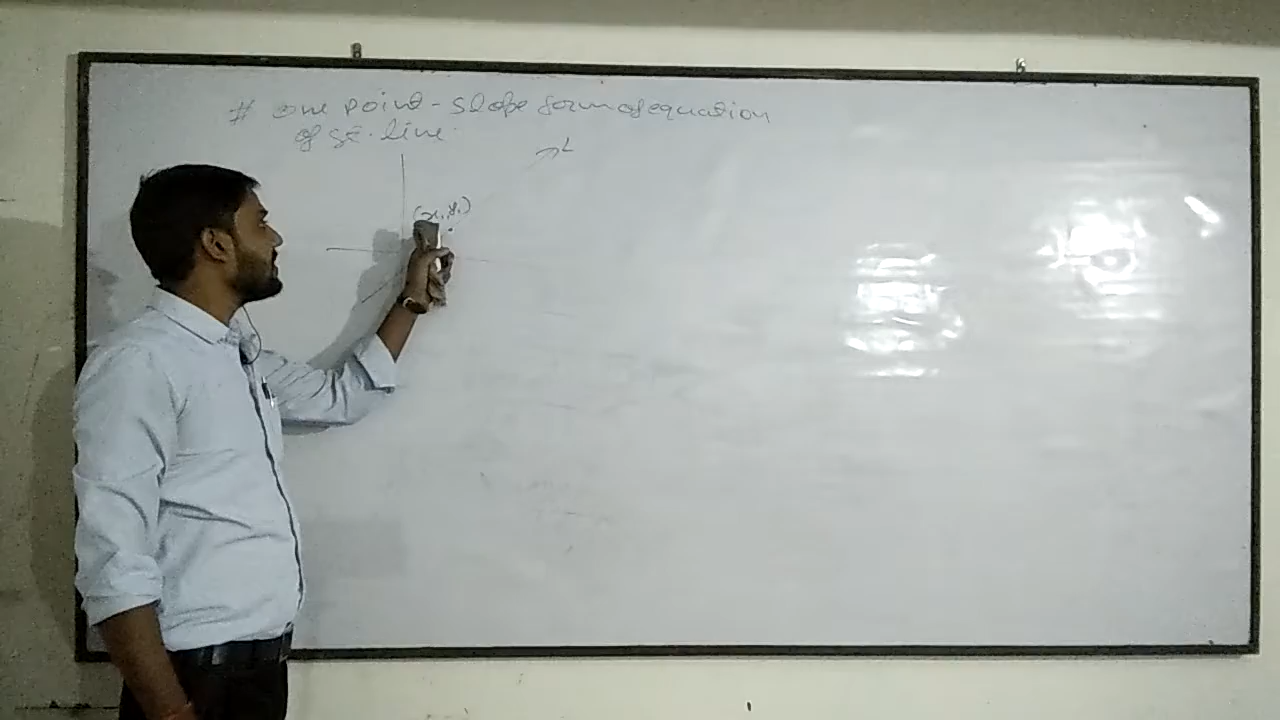 # one point - slope form of equation
of st. line.
L
(x₁, y₁)